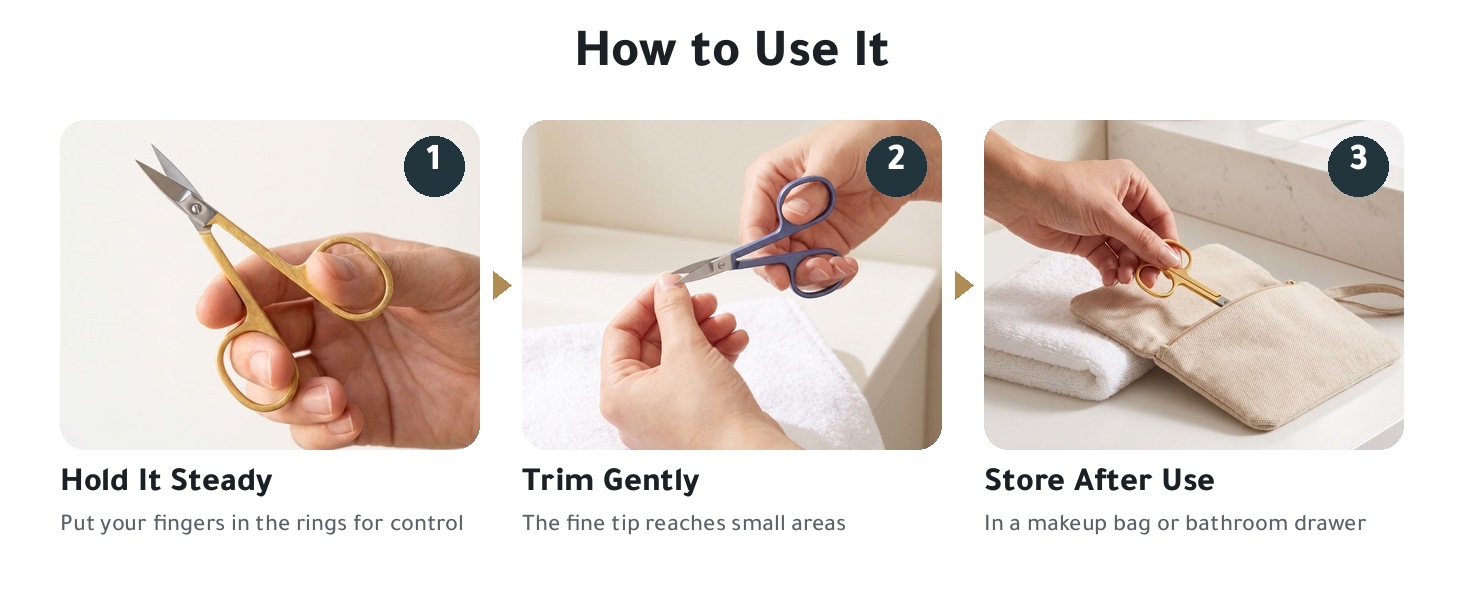 How to Use It
1
2
3
Hold It Steady
Trim Gently
Store After Use
Put your fingers in the rings for control
The fine tip reaches small areas
In a makeup bag or bathroom drawer